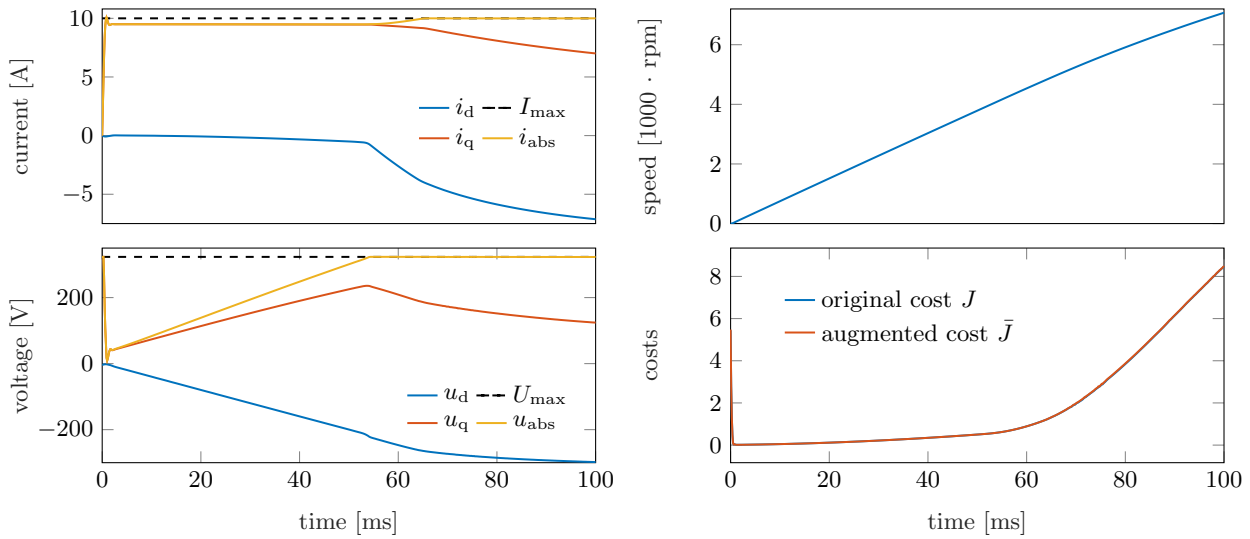 current [A]
10
5
0
−5
i_d I_max
i_q i_abs
speed [1000 · rpm]
6
4
2
0
voltage [V]
200
0
−200
u_d U_max
u_q u_abs
0 20 40 60 80 100
time [ms]
costs
8
6
4
2
0
original cost J
augmented cost J̄
0 20 40 60 80 100
time [ms]